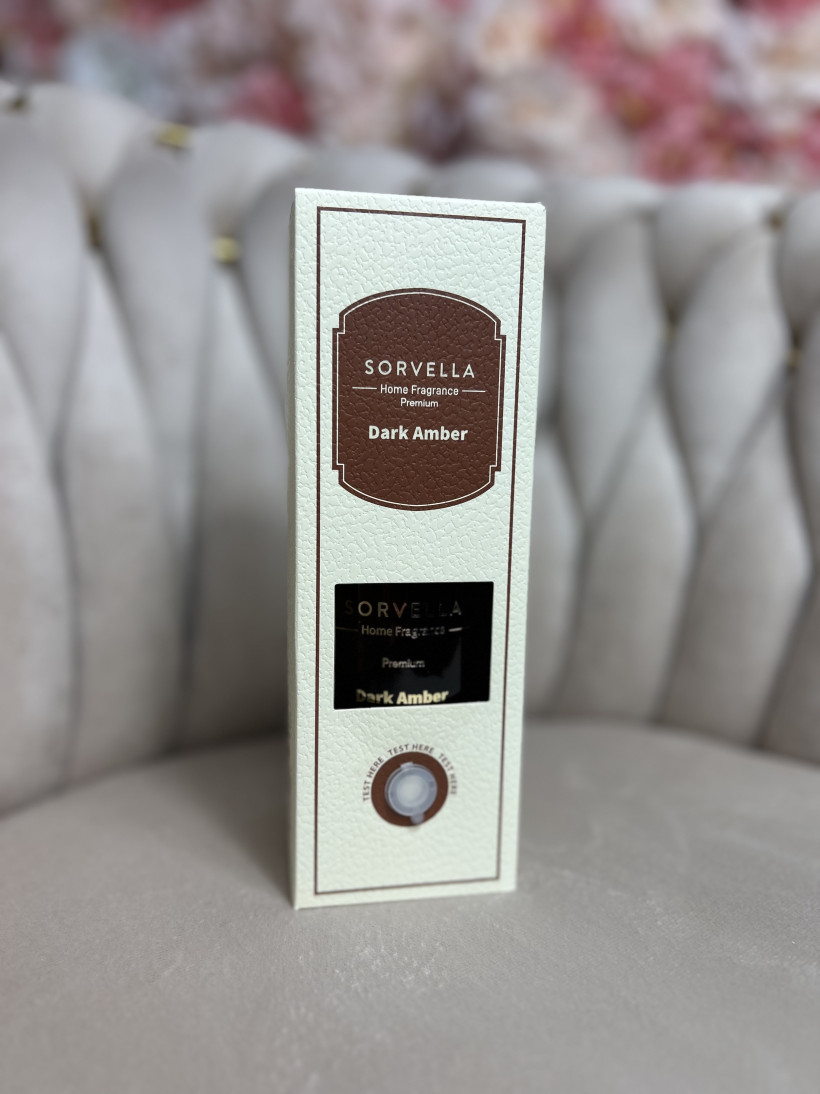 SORVELLA
Home Fragrance
Premium
Dark Amber
SORVELLA
Home Fragrance
Premium
Dark Amber
TEST HERE TEST HERE TEST HERE